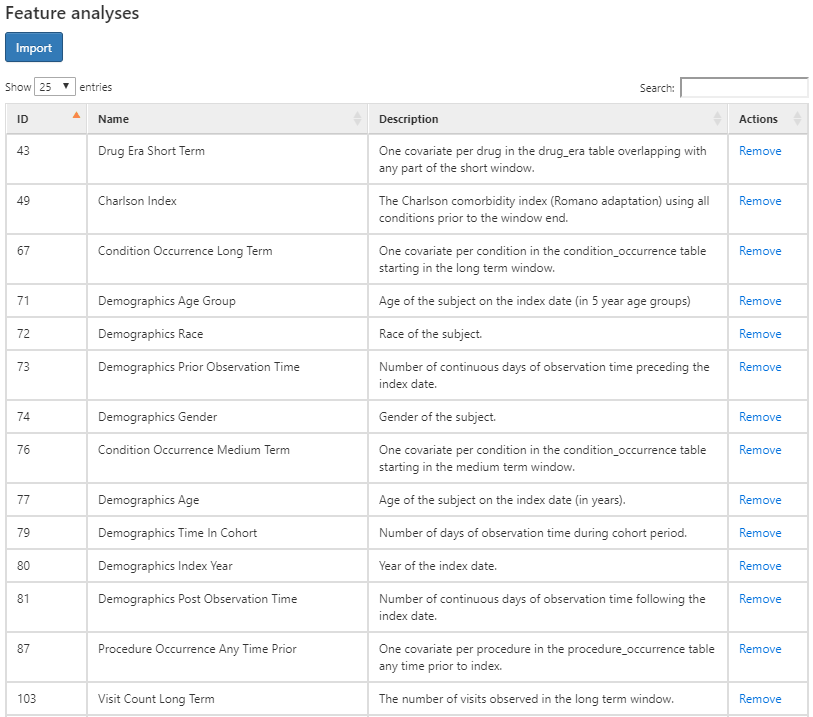 Feature analyses
Import
Show 25 entries Search:
ID Name Description Actions
43 Drug Era Short Term One covariate per drug in the drug_era table overlapping with Remove
any part of the short window.
49 Charlson Index The Charlson comorbidity index (Romano adaptation) using all Remove
conditions prior to the window end.
67 Condition Occurrence Long Term One covariate per condition in the condition_occurrence table Remove
starting in the long term window.
71 Demographics Age Group Age of the subject on the index date (in 5 year age groups) Remove
72 Demographics Race Race of the subject. Remove
73 Demographics Prior Observation Time Number of continuous days of observation time preceding the Remove
index date.
74 Demographics Gender Gender of the subject. Remove
76 Condition Occurrence Medium Term One covariate per condition in the condition_occurrence table Remove
starting in the medium term window.
77 Demographics Age Age of the subject on the index date (in years). Remove
79 Demographics Time In Cohort Number of days of observation time during cohort period. Remove
80 Demographics Index Year Year of the index date. Remove
81 Demographics Post Observation Time Number of continuous days of observation time following the Remove
index date.
87 Procedure Occurrence Any Time Prior One covariate per procedure in the procedure_occurrence table Remove
any time prior to index.
103 Visit Count Long Term The number of visits observed in the long term window. Remove